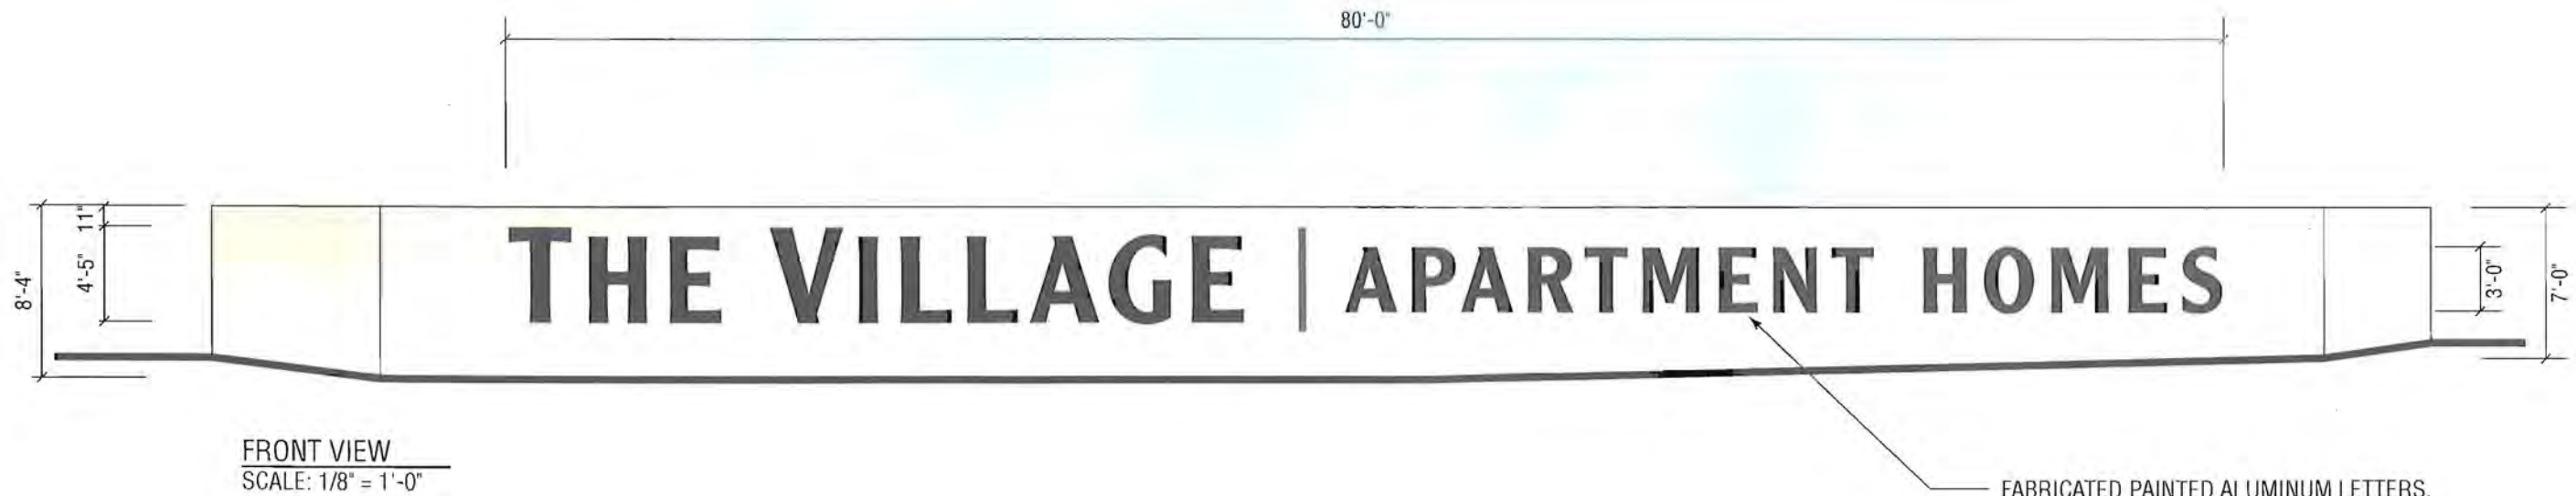 80'-0"
8'-4"
11"
4'-5"
THE VILLAGE | APARTMENT HOMES
3'-0"
7'-0"
FRONT VIEW
SCALE: 1/8" = 1'-0"
FABRICATED PAINTED ALUMINUM LETTERS.